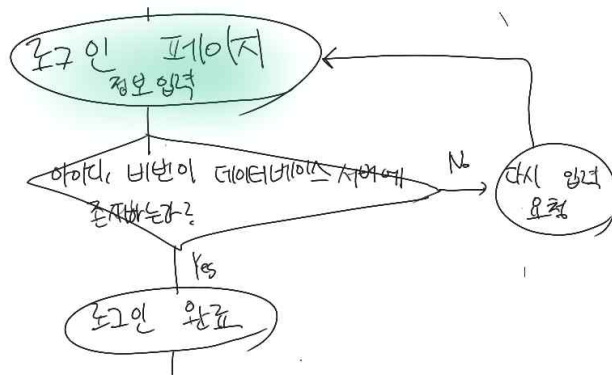 로그인 페이지
정보 입력
아이디, 비번이 데이터베이스 서버에
존재하는가?
No
다시 입력
요청
Yes
로그인 완료